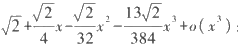 √2 + (√2/4)x − (√2/32)x² − (13√2/384)x³ + o(x³);